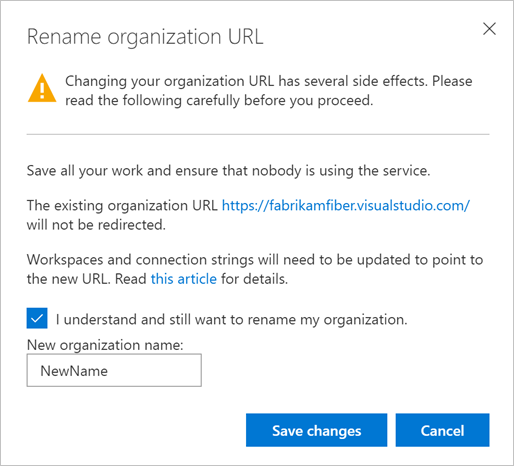 Rename organization URL
Changing your organization URL has several side effects. Please
read the following carefully before you proceed.
Save all your work and ensure that nobody is using the service.
The existing organization URL https://fabrikamfiber.visualstudio.com/
will not be redirected.
Workspaces and connection strings will need to be updated to point to
the new URL. Read this article for details.
I understand and still want to rename my organization.
New organization name:
NewName
Save changes
Cancel